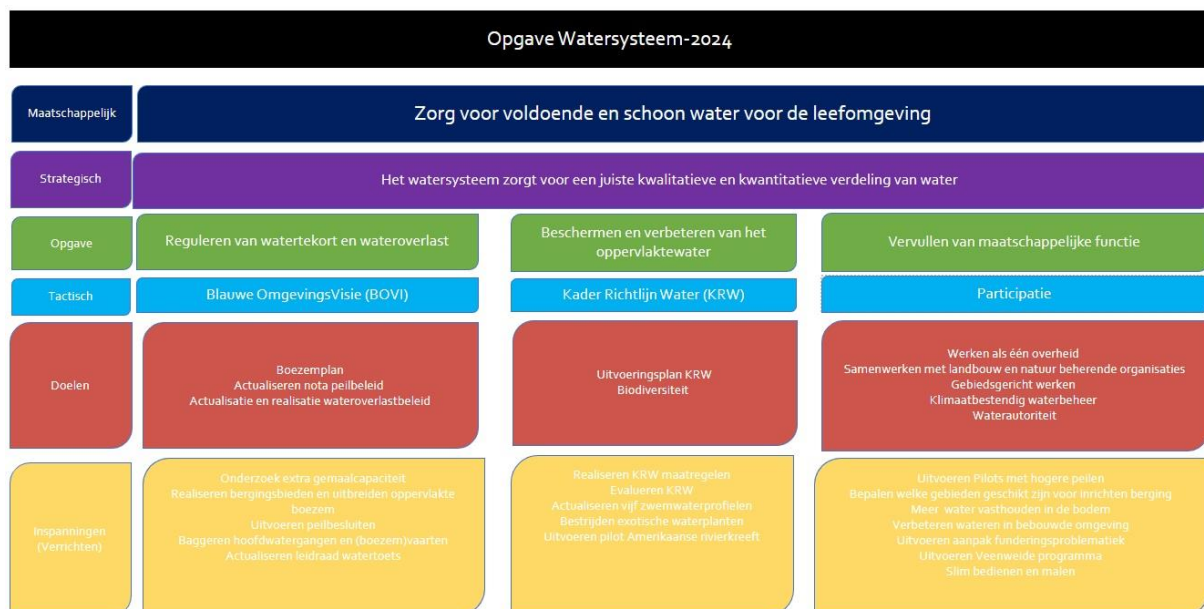 Opgave Watersysteem-2024
Maatschappelijk
Zorg voor voldoende en schoon water voor de leefomgeving
Strategisch
Het watersysteem zorgt voor een juiste kwalitatieve en kwantitatieve verdeling van water
Opgave
Reguleren van watertekort en wateroverlast
Beschermen en verbeteren van het
oppervlaktewater
Vervullen van maatschappelijke functie
Tactisch
Blauwe OmgevingsVisie (BOVI)
Kader Richtlijn Water (KRW)
Participatie
Doelen
Boezemplan
Actualiseren nota peilbeleid
Actualisatie en realisatie wateroverlastbeleid
Uitvoeringsplan KRW
Biodiversiteit
Werken als één overheid
Samenwerken met landbouw en natuur beherende organisaties
Gebiedsgericht werken
Klimaatbestendig waterbeheer
Waterautoriteit
Inspanningen
(Verrichten)
Onderzoek extra gemaalcapaciteit
Realiseren bergingsbieden en uitbreiden oppervlakte
boezem
Uitvoeren peilbesluiten
Baggeren hoofdwatergangen en (boezem)vaarten
Actualiseren leidraad watertoets
Realiseren KRW maatregelen
Evalueren KRW
Actualiseren vijf zwemwaterprofielen
Bestrijden exotische waterplanten
Uitvoeren pilot Amerikaanse rivierkreeft
Uitvoeren Pilots met hogere peilen
Bepalen welke gebieden geschikt zijn voor inrichten berging
Meer water vasthouden in de bodem
Verbeteren wateren in bebouwde omgeving
Uitvoeren aanpak funderingsproblematiek
Uitvoeren Veenweide programma
Slim bedienen en malen